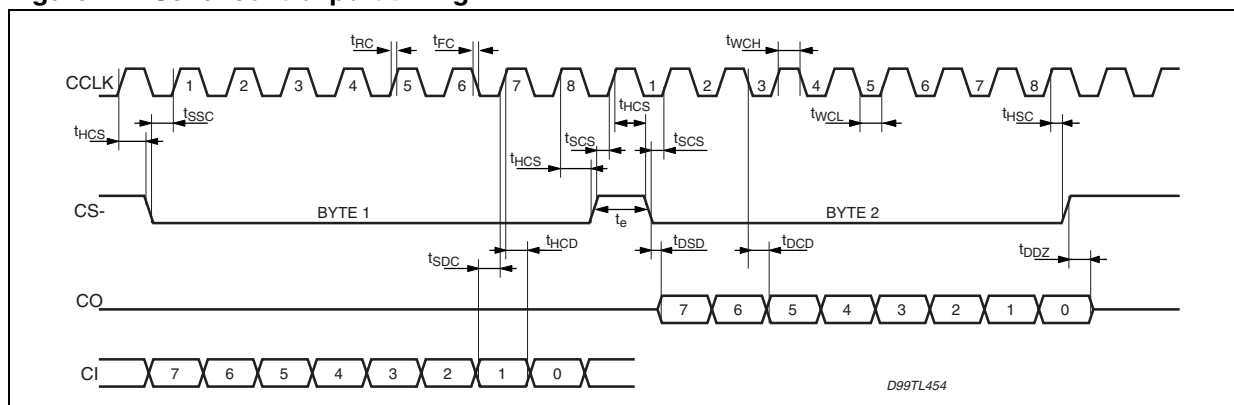 tRC tFC tWCH
CCLK 1 2 3 4 5 6 7 8 1 2 3 4 5 6 7 8
tSSC tHCS tWCL tHSC
tHCS tSCS tSCS
tHCS
CS- BYTE 1 te BYTE 2
tHCD tDSD tDCD
tSDC tDDZ
CO 7 6 5 4 3 2 1 0
CI 7 6 5 4 3 2 1 0
D99TL454